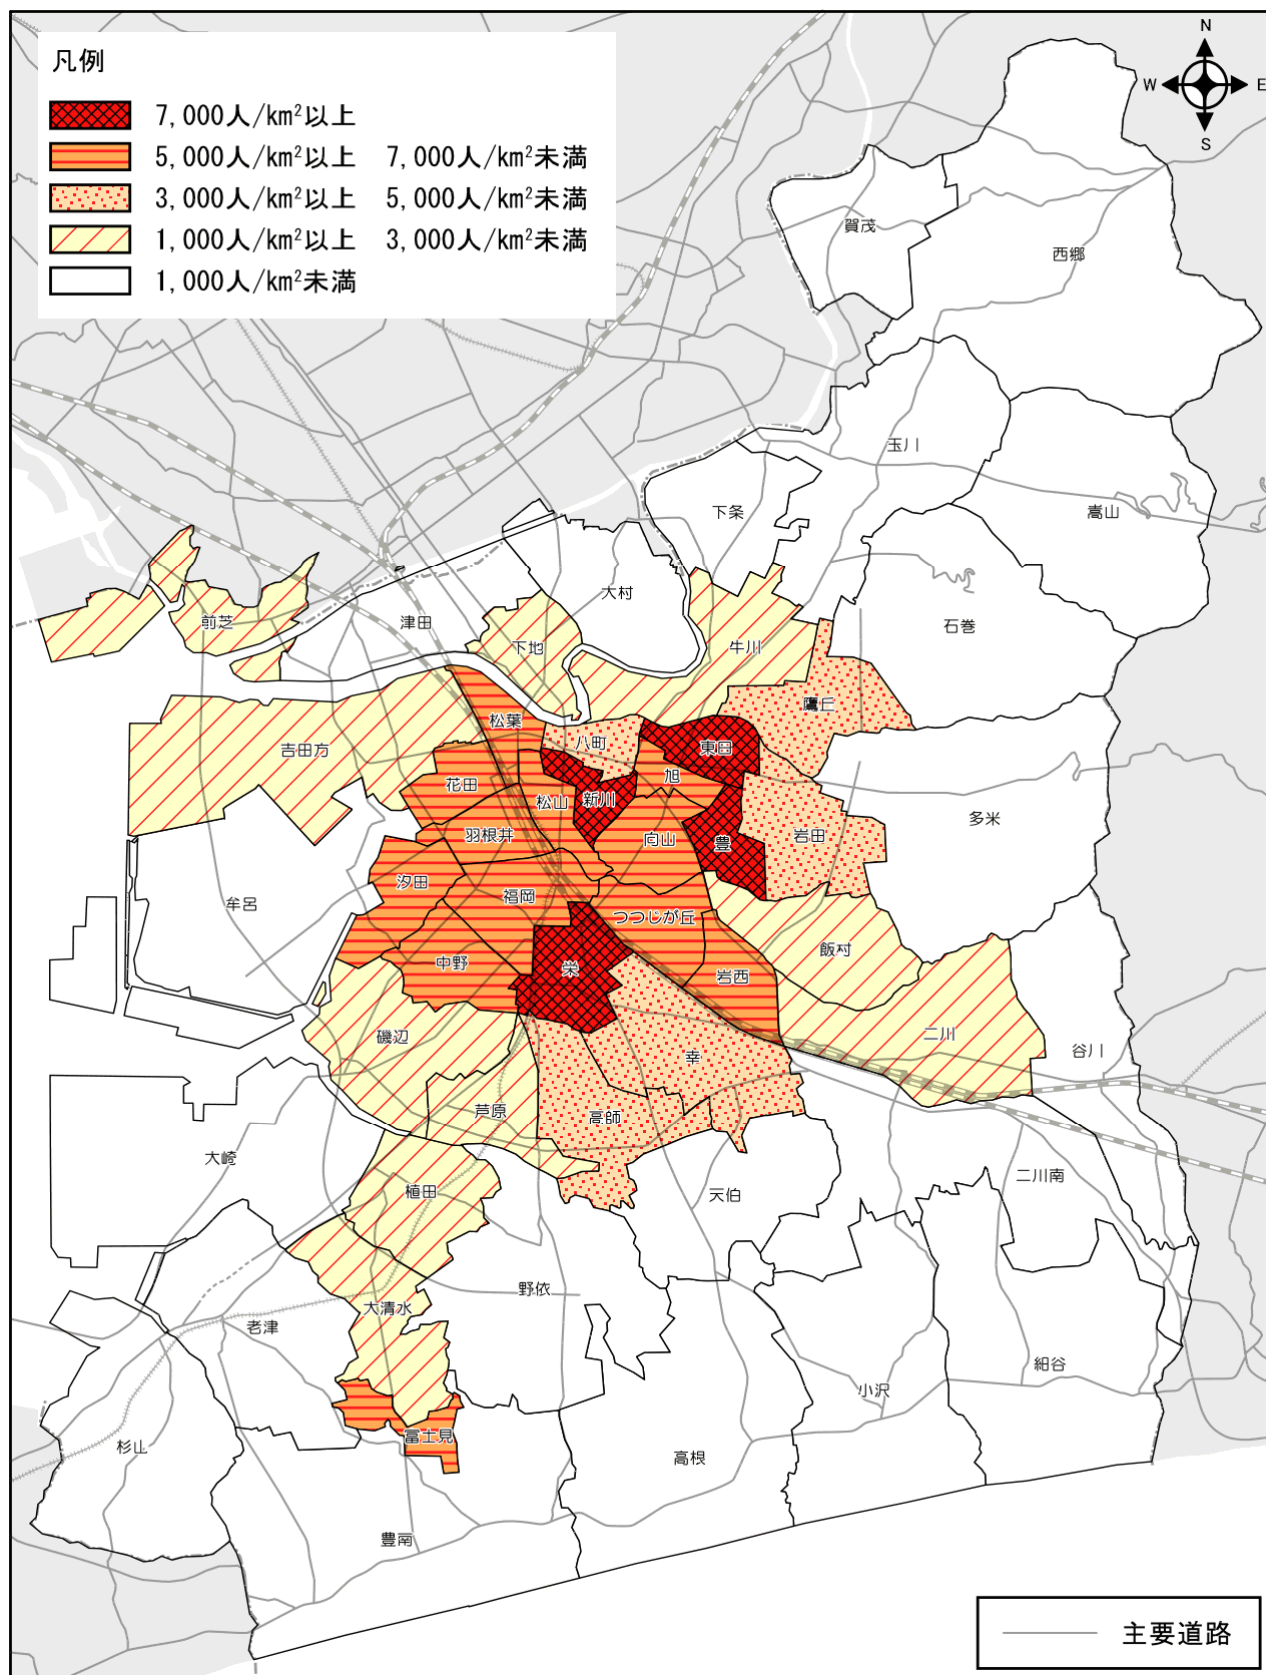 凡例
7,000人/km²以上
5,000人/km²以上 7,000人/km²未満
3,000人/km²以上 5,000人/km²未満
1,000人/km²以上 3,000人/km²未満
1,000人/km²未満
N
W E
S
賀茂
西郷
玉川
嵩山
下条
大村
石巻
前芝
津田
下地
牛川
鷹丘
松葉
吉田方
八町
東田
花田
松山
新川
旭
羽根井
向山
豊
岩田
多米
汐田
福岡
牟呂
つつじが丘
中野
栄
岩西
飯村
磯辺
幸
二川
谷川
芦原
高師
大崎
植田
天伯
二川南
野依
大清水
老津
細谷
小沢
富士見
杉山
高根
豊南
主要道路